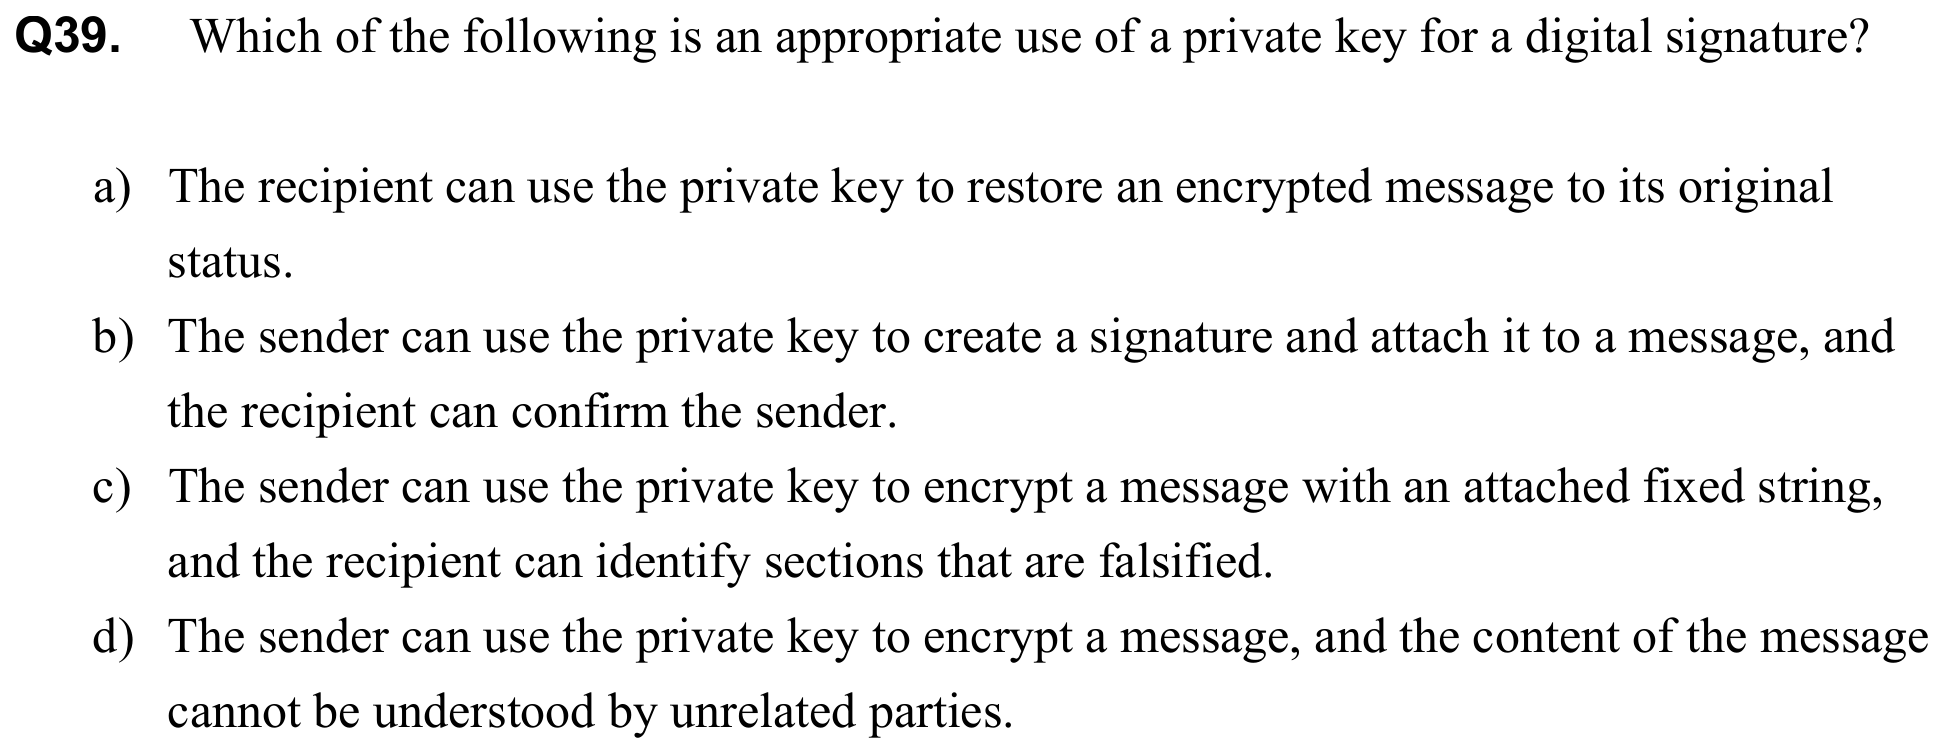 Q39. Which of the following is an appropriate use of a private key for a digital signature?
a) The recipient can use the private key to restore an encrypted message to its original
status.
b) The sender can use the private key to create a signature and attach it to a message, and
the recipient can confirm the sender.
c) The sender can use the private key to encrypt a message with an attached fixed string,
and the recipient can identify sections that are falsified.
d) The sender can use the private key to encrypt a message, and the content of the message
cannot be understood by unrelated parties.